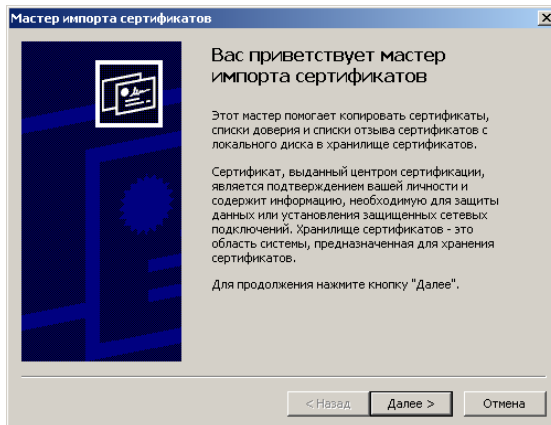 Мастер импорта сертификатов
Вас приветствует мастер
импорта сертификатов
Этот мастер помогает копировать сертификаты,
списки доверия и списки отзыва сертификатов с
локального диска в хранилище сертификатов.
Сертификат, выданный центром сертификации,
является подтверждением вашей личности и
содержит информацию, необходимую для защиты
данных или установления защищенных сетевых
подключений. Хранилище сертификатов - это
область системы, предназначенная для хранения
сертификатов.
Для продолжения нажмите кнопку "Далее".
< Назад Далее > Отмена